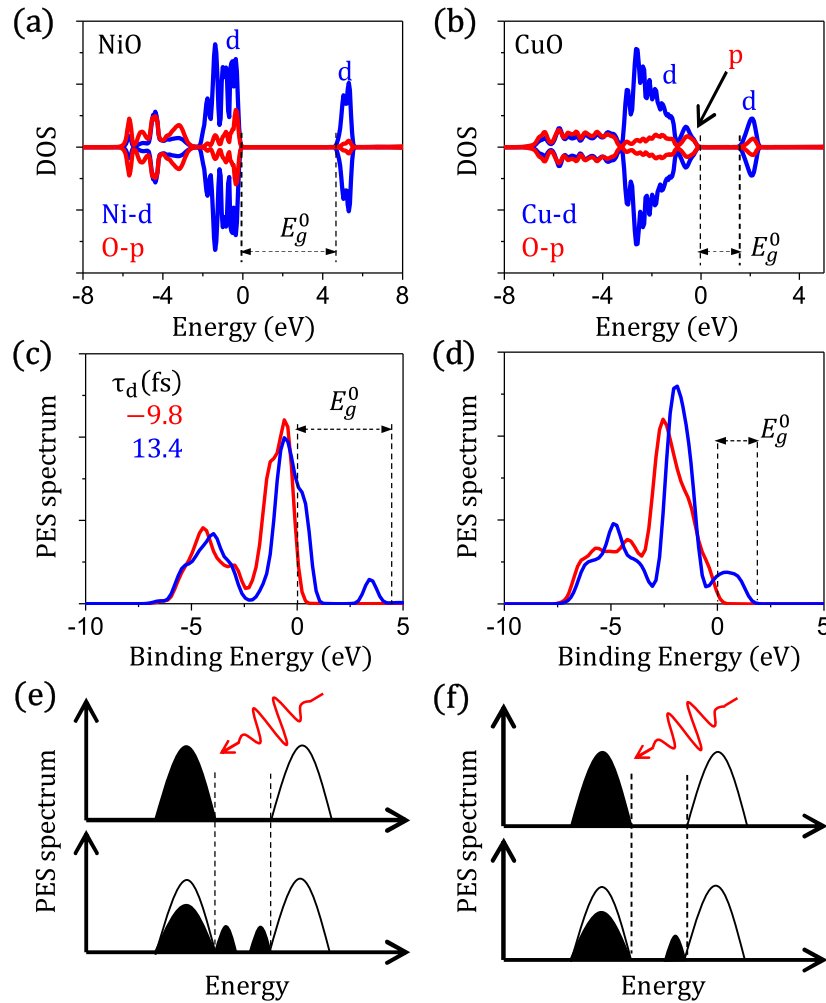 (a)
NiO
d
d
DOS
Ni-d
O-p
E_g^0
-8
-4
0
4
8
Energy (eV)
(b)
CuO
p
d
d
DOS
Cu-d
O-p
E_g^0
-8
-4
0
4
Energy (eV)
(c)
τ_d(fs)
−9.8
13.4
E_g^0
PES spectrum
-10
-5
0
5
Binding Energy (eV)
(d)
E_g^0
PES spectrum
-10
-5
0
5
Binding Energy (eV)
(e)
PES spectrum
Energy
(f)
PES spectrum
Energy